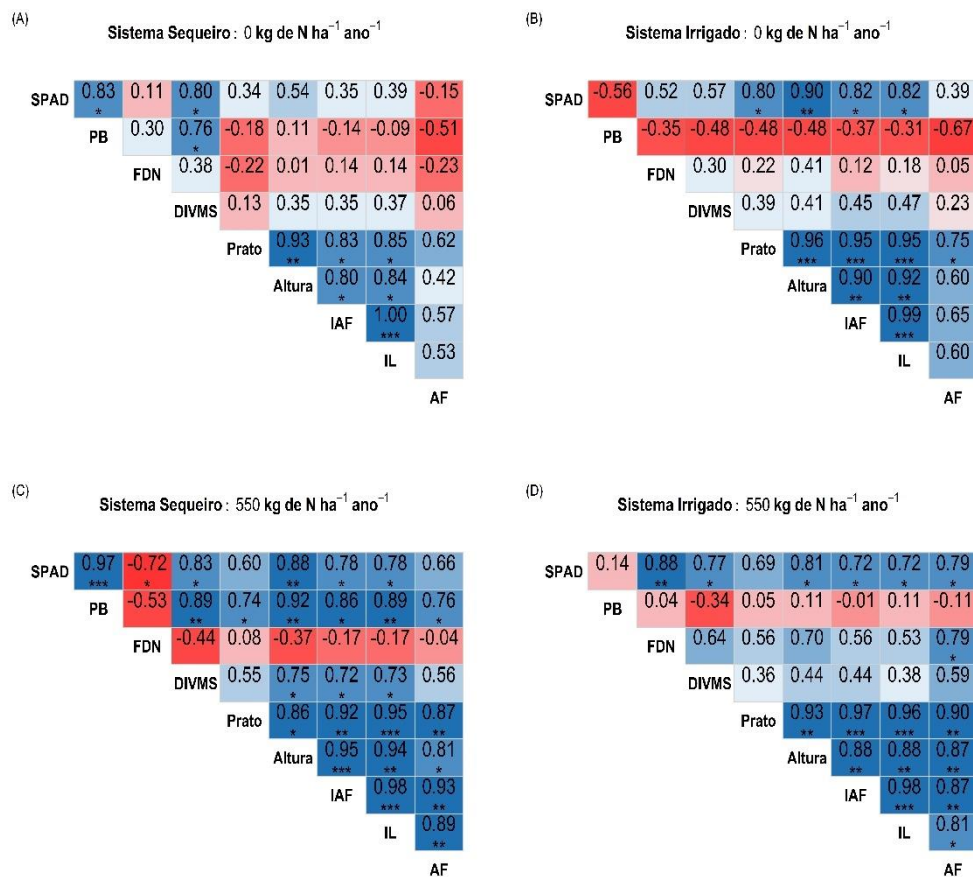 (A)
Sistema Sequeiro : 0 kg de N ha⁻¹ ano⁻¹
SPAD 0.83 0.11 0.80 0.34 0.54 0.35 0.39 -0.15
* *
PB 0.30 0.76 -0.18 0.11 -0.14 -0.09 -0.51
*
FDN 0.38 -0.22 0.01 0.14 0.14 -0.23
DIVMS 0.13 0.35 0.35 0.37 0.06
Prato 0.93 0.83 0.85 0.62
** * *
Altura 0.80 0.84 0.42
* *
IAF 1.00 0.57
***
IL 0.53
AF
(B)
Sistema Irrigado : 0 kg de N ha⁻¹ ano⁻¹
SPAD -0.56 0.52 0.57 0.80 0.90 0.82 0.82 0.39
* ** * *
PB -0.35 -0.48 -0.48 -0.48 -0.37 -0.31 -0.67
FDN 0.30 0.22 0.41 0.12 0.18 0.05
DIVMS 0.39 0.41 0.45 0.47 0.23
Prato 0.96 0.95 0.95 0.75
*** *** *** *
Altura 0.90 0.92 0.60
** **
IAF 0.99 0.65
***
IL 0.60
AF
(C)
Sistema Sequeiro : 550 kg de N ha⁻¹ ano⁻¹
SPAD 0.97 -0.72 0.83 0.60 0.88 0.78 0.78 0.66
*** * * ** * *
PB -0.53 0.89 0.74 0.92 0.86 0.89 0.76
** * ** * ** *
FDN -0.44 0.08 -0.37 -0.17 -0.17 -0.04
DIVMS 0.55 0.75 0.72 0.73 0.56
* * *
Prato 0.86 0.92 0.95 0.87
* ** *** **
Altura 0.95 0.94 0.81
*** ** *
IAF 0.98 0.93
*** **
IL 0.89
**
AF
(D)
Sistema Irrigado : 550 kg de N ha⁻¹ ano⁻¹
SPAD 0.14 0.88 0.77 0.69 0.81 0.72 0.72 0.79
** * * * * *
PB 0.04 -0.34 0.05 0.11 -0.01 0.11 -0.11
FDN 0.64 0.56 0.70 0.56 0.53 0.79
*
DIVMS 0.36 0.44 0.44 0.38 0.59
Prato 0.93 0.97 0.96 0.90
** *** *** **
Altura 0.88 0.88 0.87
** ** **
IAF 0.98 0.87
*** **
IL 0.81
*
AF